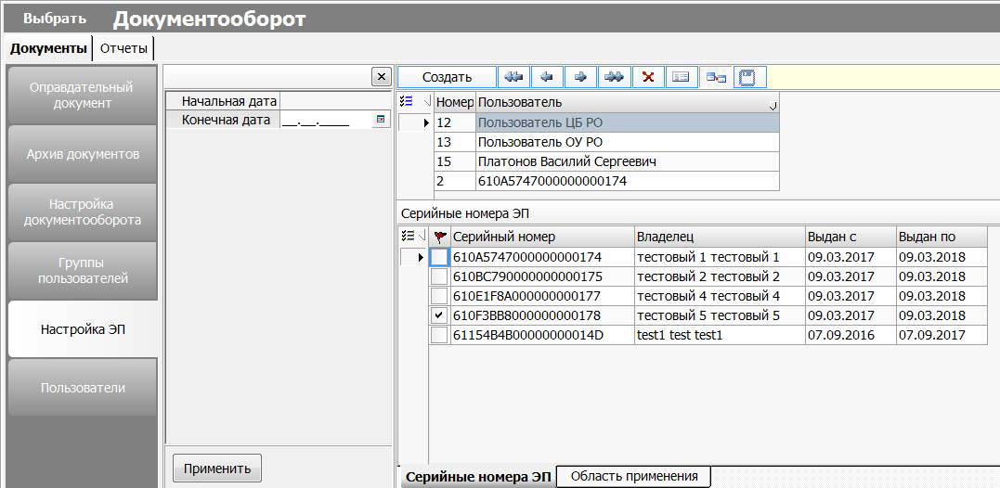 Выбрать Документооборот
Документы Отчеты
Оправдательный
документ
Архив документов
Настройка
документооборота
Группы
пользователей
Настройка ЭП
Пользователи
Начальная дата
Конечная дата __.__.____
Применить
Создать
Номер Пользователь
12 Пользователь ЦБ РО
13 Пользователь ОУ РО
15 Платонов Василий Сергеевич
2 610A5747000000000174
Серийные номера ЭП
Серийный номер Владелец Выдан с Выдан по
610A5747000000000174 тестовый 1 тестовый 1 09.03.2017 09.03.2018
610BC790000000000175 тестовый 2 тестовый 2 09.03.2017 09.03.2018
610E1F8A000000000177 тестовый 4 тестовый 4 09.03.2017 09.03.2018
610F3BB8000000000178 тестовый 5 тестовый 5 09.03.2017 09.03.2018
61154B4B00000000014D test1 test test1 07.09.2016 07.09.2017
Серийные номера ЭП Область применения